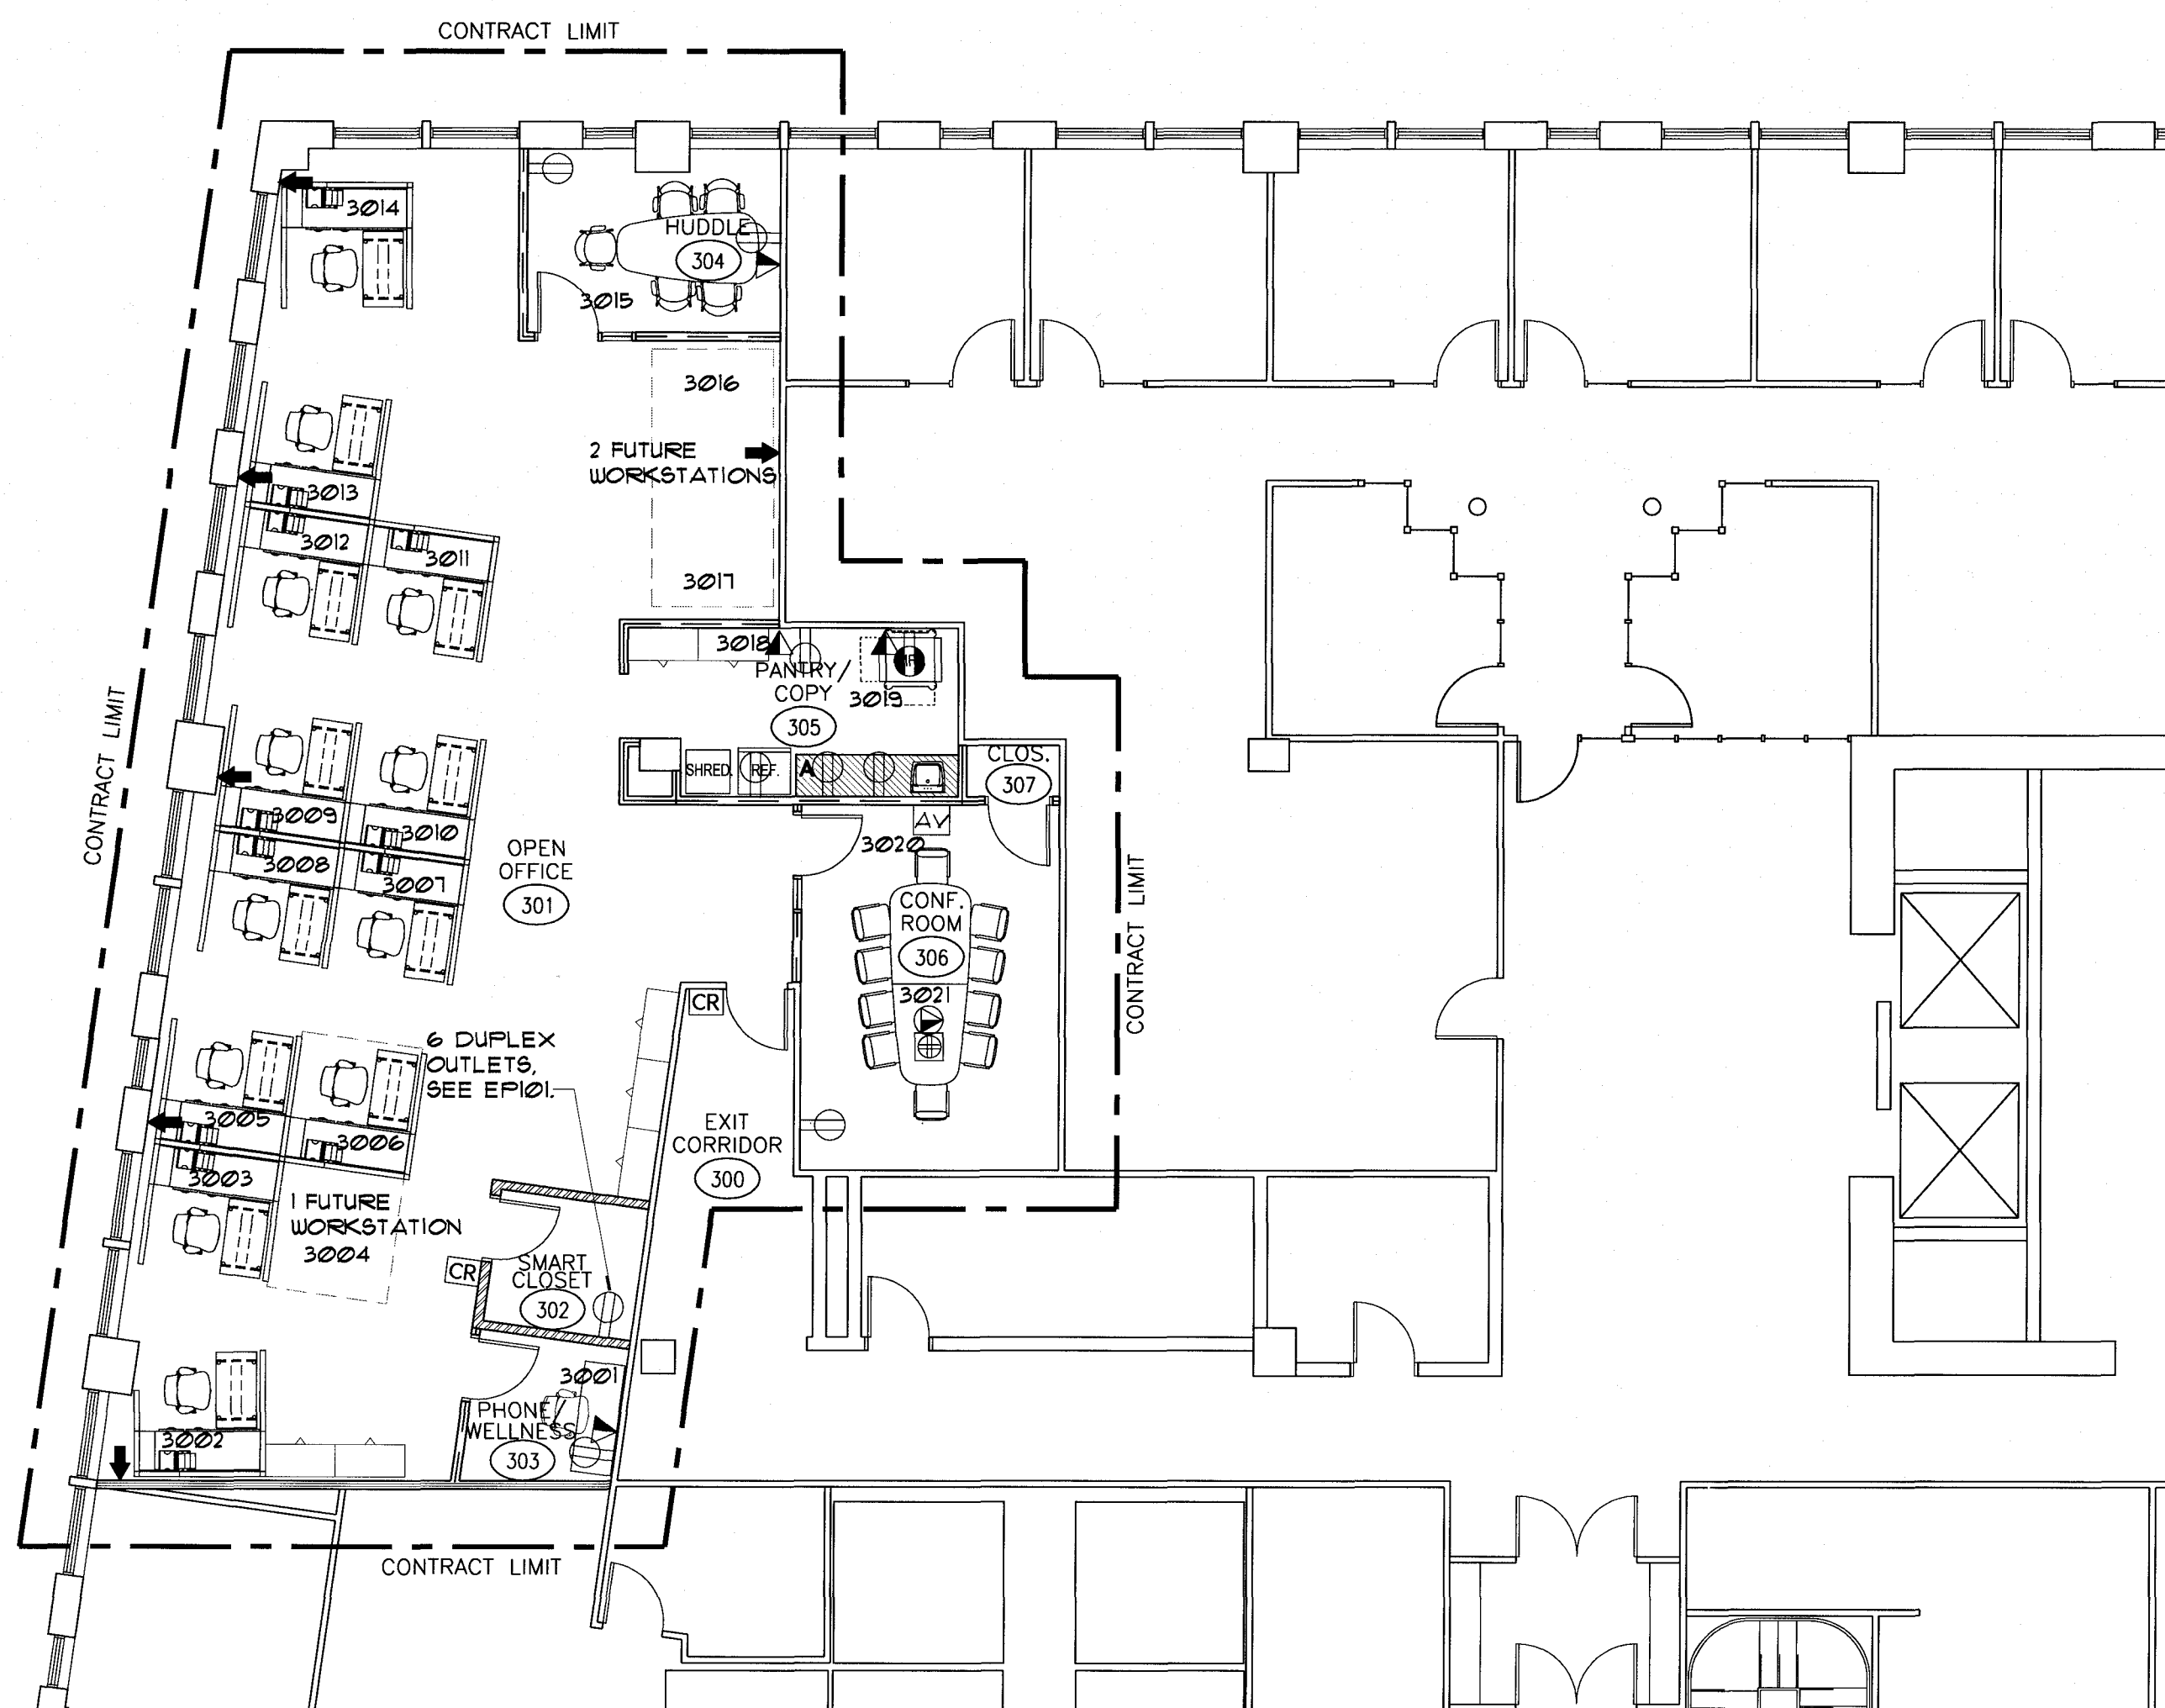 CONTRACT LIMIT
3014
HUDDLE
304
3015
3016
2 FUTURE
WORKSTATIONS
3013
3012
3011
3017
3018
PANTRY/
COPY
3019
305
CONTRACT LIMIT
SHRED.
REF.
A
CLOS.
307
3009
3010
3008
3007
OPEN
OFFICE
301
AV
3020
CONTRACT LIMIT
CONF.
ROOM
306
3021
CR
6 DUPLEX
OUTLETS,
SEE EP101.
3005
3006
3003
EXIT
CORRIDOR
300
1 FUTURE
WORKSTATION
3004
CR
SMART
CLOSET
302
3001
PHONE/
WELLNESS
303
3002
CONTRACT LIMIT